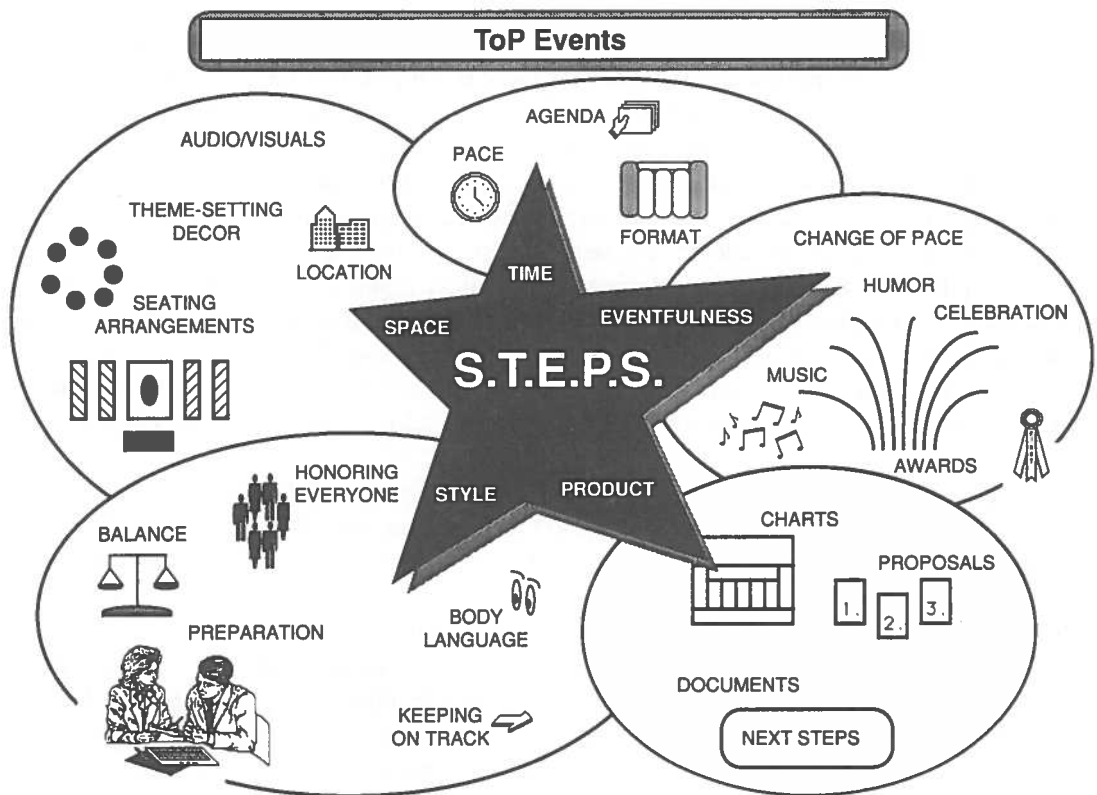 ToP Events
AUDIO/VISUALS
THEME-SETTING
DECOR
LOCATION
SEATING
ARRANGEMENTS
AGENDA
PACE
FORMAT
CHANGE OF PACE
HUMOR
CELEBRATION
MUSIC
AWARDS
TIME
SPACE
EVENTFULNESS
S.T.E.P.S.
STYLE
PRODUCT
HONORING
EVERYONE
BALANCE
PREPARATION
BODY
LANGUAGE
KEEPING
ON TRACK
CHARTS
PROPOSALS
1.
2.
3.
DOCUMENTS
NEXT STEPS